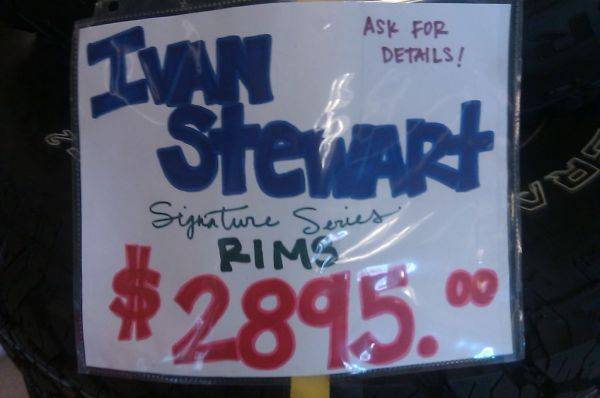 IVAN
Stewart
ASK FOR
DETAILS!
Signature Series
RIMS
$2895.00